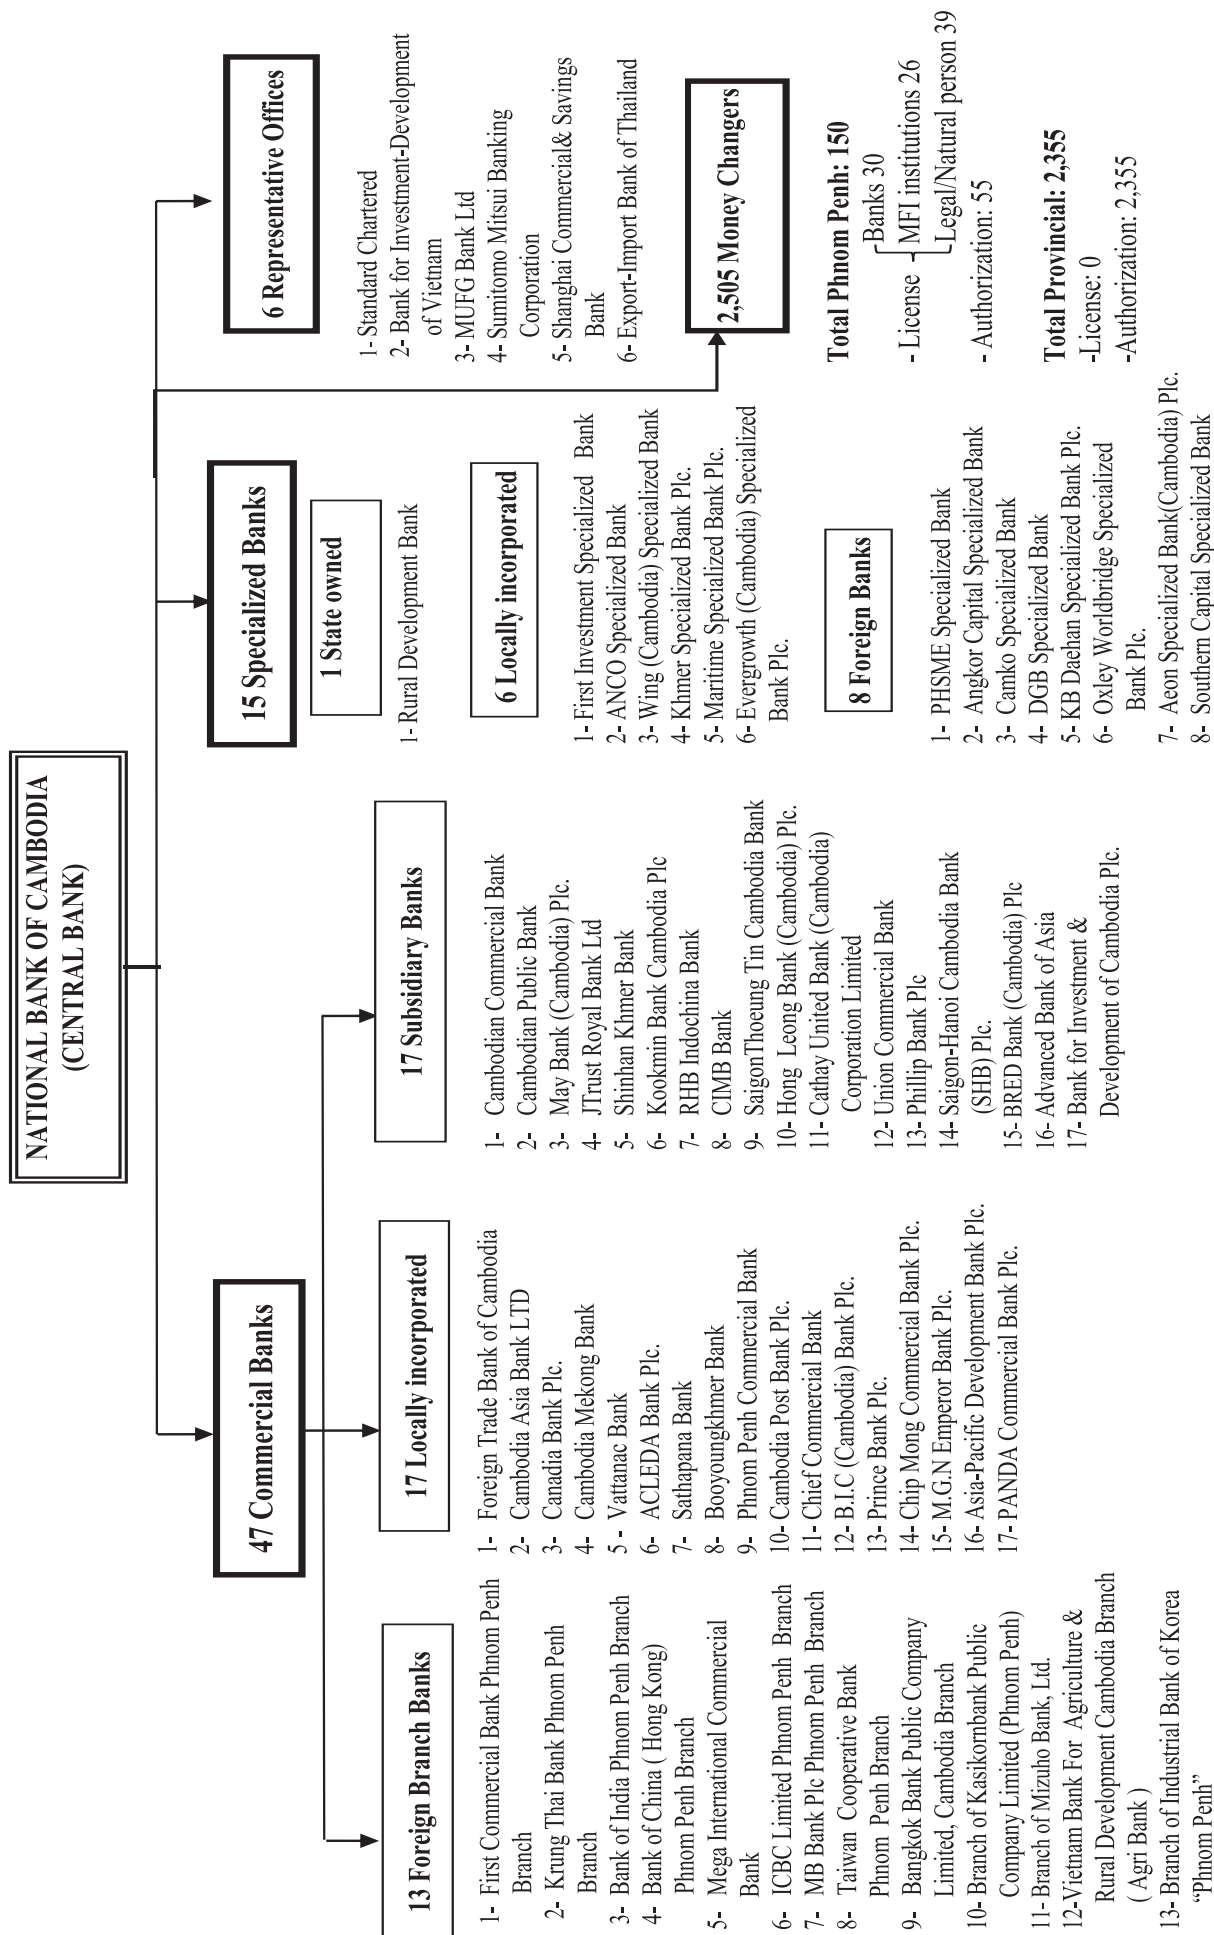 NATIONAL BANK OF CAMBODIA
(CENTRAL BANK)
47 Commercial Banks
13 Foreign Branch Banks
1- First Commercial Bank Phnom Penh
Branch
2- Krung Thai Bank Phnom Penh
Branch
3- Bank of India Phnom Penh Branch
4- Bank of China ( Hong Kong)
Phnom Penh Branch
5- Mega International Commercial
Bank
6- ICBC Limited Phnom Penh Branch
7- MB Bank Plc Phnom Penh Branch
8- Taiwan Cooperative Bank
Phnom Penh Branch
9- Bangkok Bank Public Company
Limited, Cambodia Branch
10- Branch of Kasikornbank Public
Company Limited (Phnom Penh)
11- Branch of Mizuho Bank, Ltd.
12-Vietnam Bank For Agriculture &
Rural Development Cambodia Branch
( Agri Bank )
13- Branch of Industrial Bank of Korea
“Phnom Penh”
17 Locally incorporated
1- Foreign Trade Bank of Cambodia
2- Cambodia Asia Bank LTD
3- Canadia Bank Plc.
4- Cambodia Mekong Bank
5 - Vattanac Bank
6- ACLEDA Bank Plc.
7- Sathapana Bank
8- Booyoungkhmer Bank
9- Phnom Penh Commercial Bank
10- Cambodia Post Bank Plc.
11- Chief Commercial Bank
12- B.I.C (Cambodia) Bank Plc.
13- Prince Bank Plc.
14- Chip Mong Commercial Bank Plc.
15- M.G.N Emperor Bank Plc.
16- Asia-Pacific Development Bank Plc.
17- PANDA Commercial Bank Plc.
17 Subsidiary Banks
1- Cambodian Commercial Bank
2- Cambodian Public Bank
3- May Bank (Cambodia) Plc.
4- JTrust Royal Bank Ltd
5- Shinhan Khmer Bank
6- Kookmin Bank Cambodia Plc
7- RHB Indochina Bank
8- CIMB Bank
9- SaigonThoeung Tin Cambodia Bank
10- Hong Leong Bank (Cambodia) Plc.
11- Cathay United Bank (Cambodia)
Corporation Limited
12- Union Commercial Bank
13- Phillip Bank Plc
14- Saigon-Hanoi Cambodia Bank
(SHB) Plc.
15- BRED Bank (Cambodia) Plc
16- Advanced Bank of Asia
17- Bank for Investment &
Development of Cambodia Plc.
15 Specialized Banks
1 State owned
1- Rural Development Bank
6 Locally incorporated
1- First Investment Specialized Bank
2- ANCO Specialized Bank
3- Wing (Cambodia) Specialized Bank
4- Khmer Specialized Bank Plc.
5- Maritime Specialized Bank Plc.
6- Evergrowth (Cambodia) Specialized
Bank Plc.
8 Foreign Banks
1- PHSME Specialized Bank
2- Angkor Capital Specialized Bank
3- Camko Specialized Bank
4- DGB Specialized Bank
5- KB Daehan Specialized Bank Plc.
6- Oxley Worldbridge Specialized
Bank Plc.
7- Aeon Specialized Bank(Cambodia) Plc.
8- Southern Capital Specialized Bank
6 Representative Offices
1- Standard Chartered
2- Bank for Investment-Development
of Vietnam
3- MUFG Bank Ltd
4- Sumitomo Mitsui Banking
Corporation
5- Shanghai Commercial& Savings
Bank
6- Export-Import Bank of Thailand
2,505 Money Changers
Total Phnom Penh: 150
Banks 30
- License MFI institutions 26
Legal/Natural person 39
- Authorization: 55
Total Provincial: 2,355
-License: 0
-Authorization: 2,355